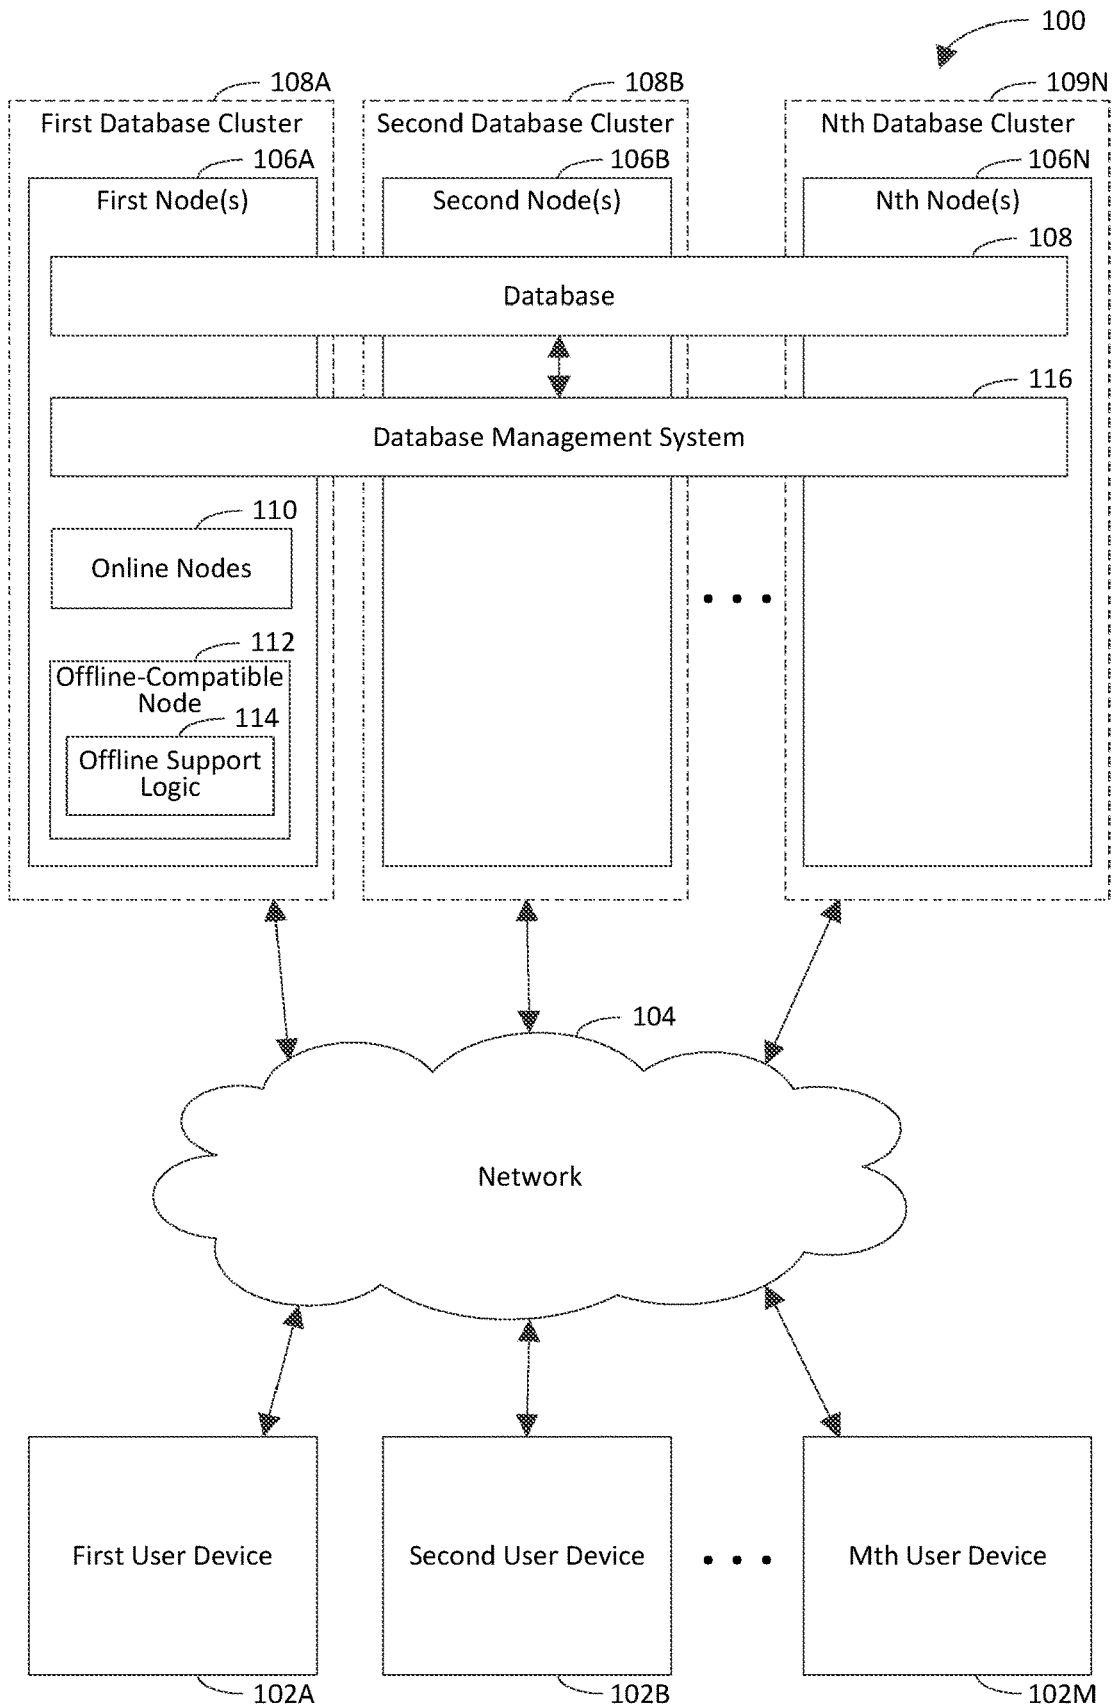 100
108A
108B
109N
First Database Cluster
Second Database Cluster
Nth Database Cluster
106A
106B
106N
First Node(s)
Second Node(s)
Nth Node(s)
108
Database
116
Database Management System
110
Online Nodes
112
Offline-Compatible
Node
114
Offline Support
Logic
104
Network
First User Device
Second User Device
Mth User Device
102A
102B
102M